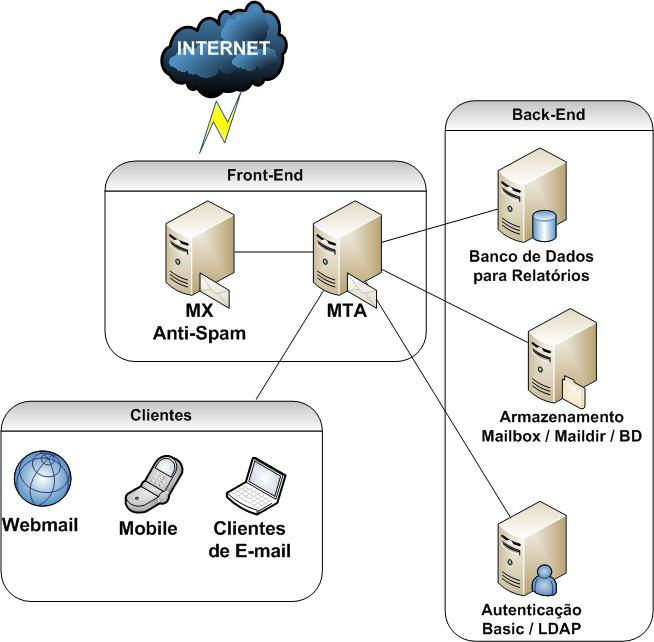 INTERNET
Front-End
MX
Anti-Spam
MTA
Back-End
Banco de Dados
para Relatórios
Armazenamento
Mailbox / Maildir / BD
Autenticação
Basic / LDAP
Clientes
Webmail
Mobile
Clientes
de E-mail